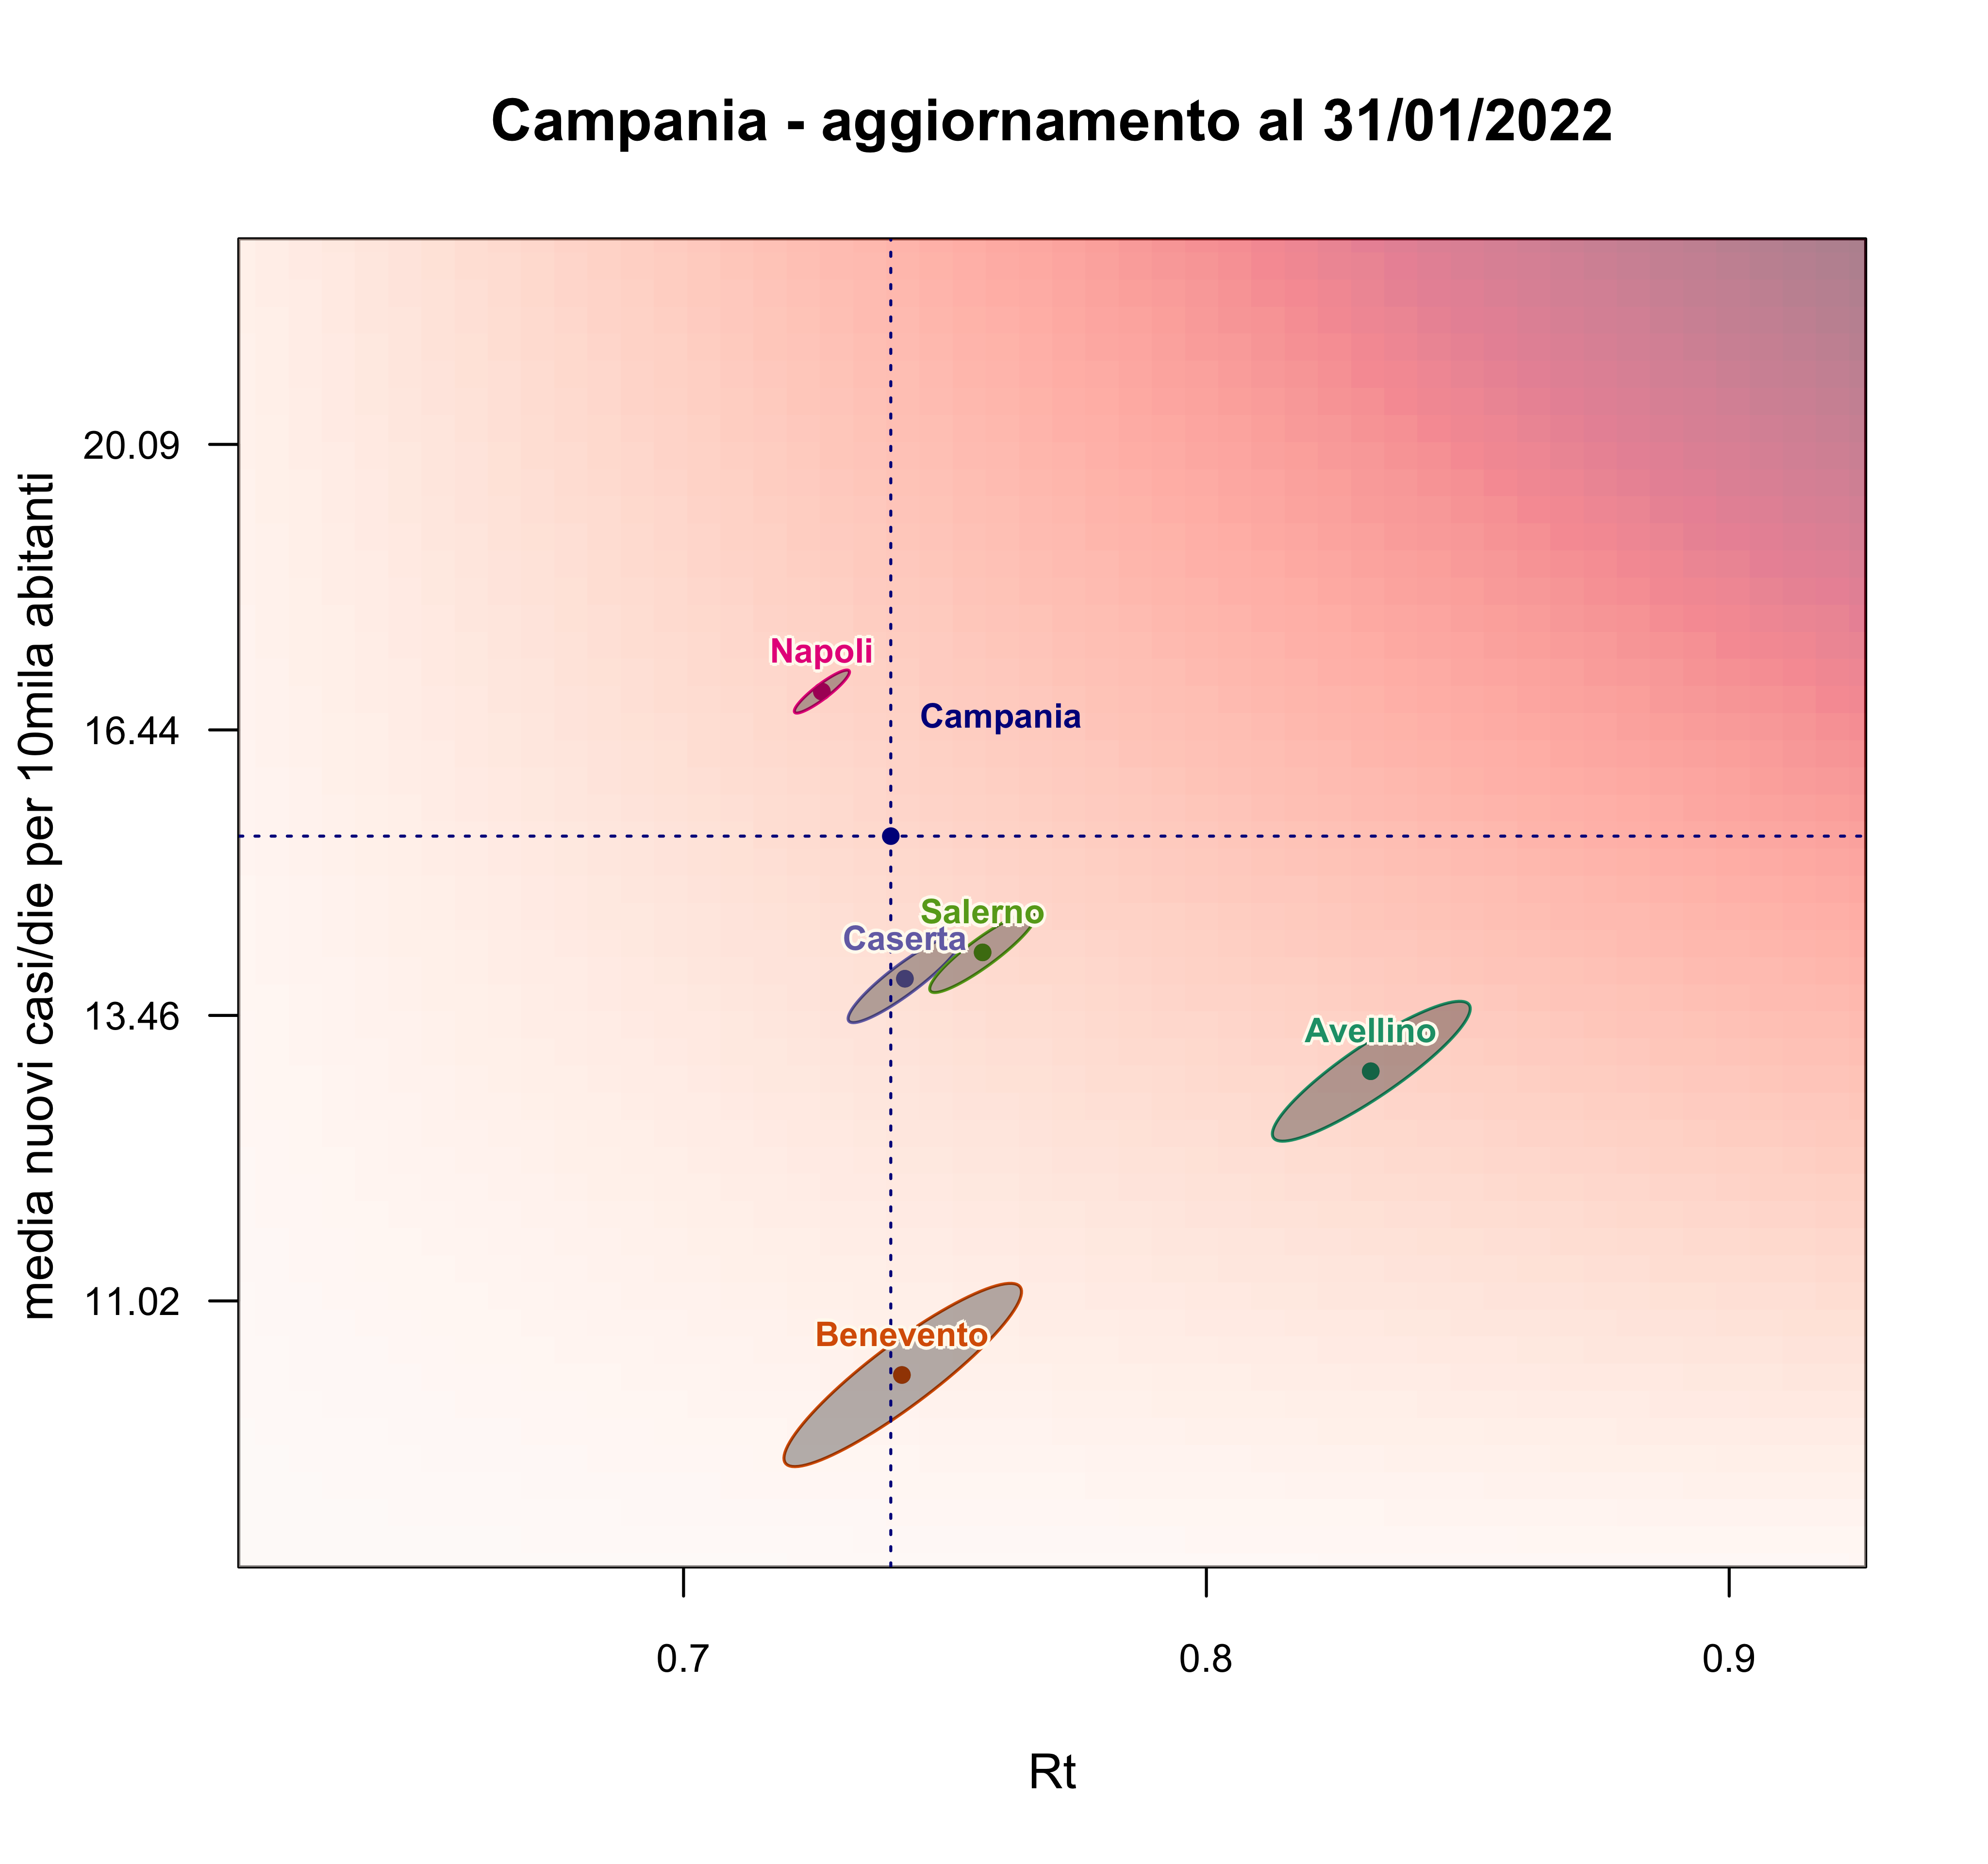 Campania - aggiornamento al 31/01/2022
media nuovi casi/die per 10mila abitanti
20.09
16.44
13.46
11.02
Napoli
Campania
Salerno
Caserta
Avellino
Benevento
0.7
0.8
0.9
Rt